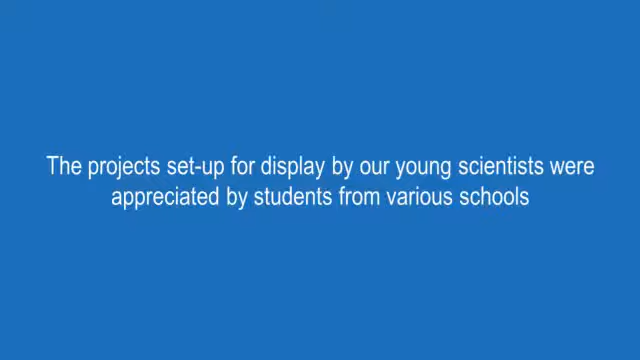 The projects set-up for display by our young scientists were
appreciated by students from various schools